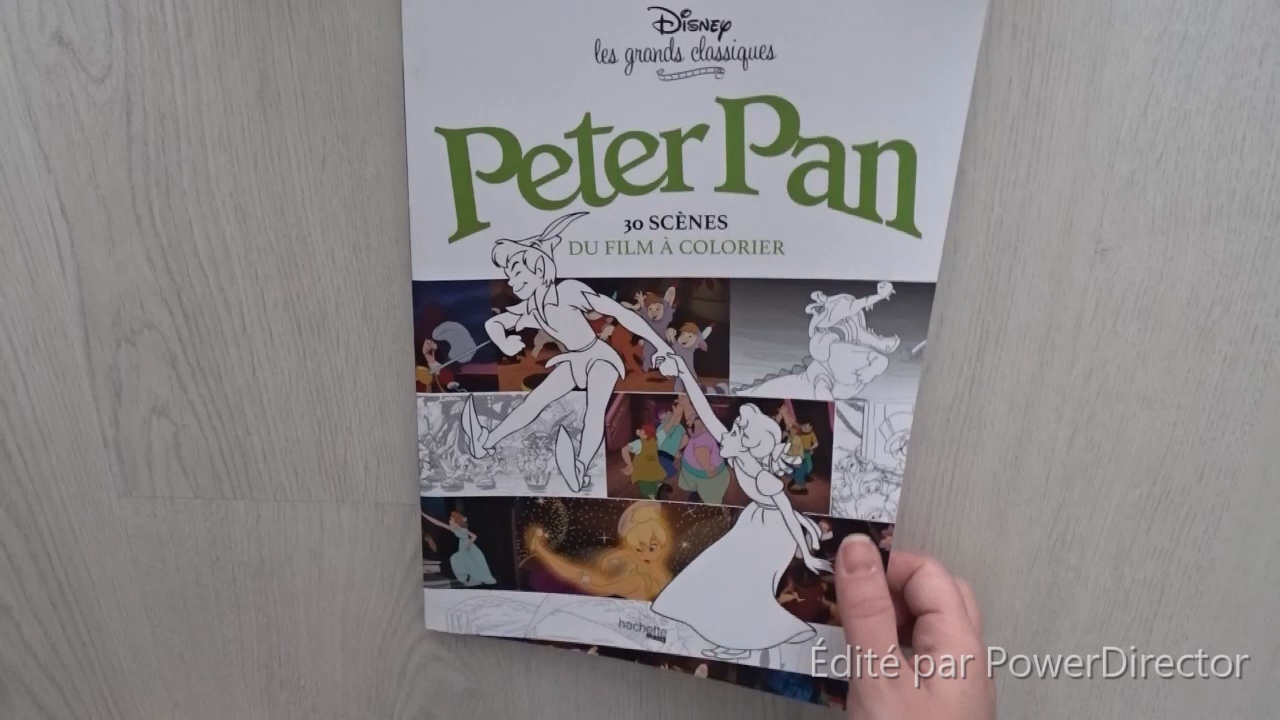 Disney
les grands classiques
Peter Pan
30 SCÈNES
DU FILM À COLORIER
hachette
Édité par PowerDirector